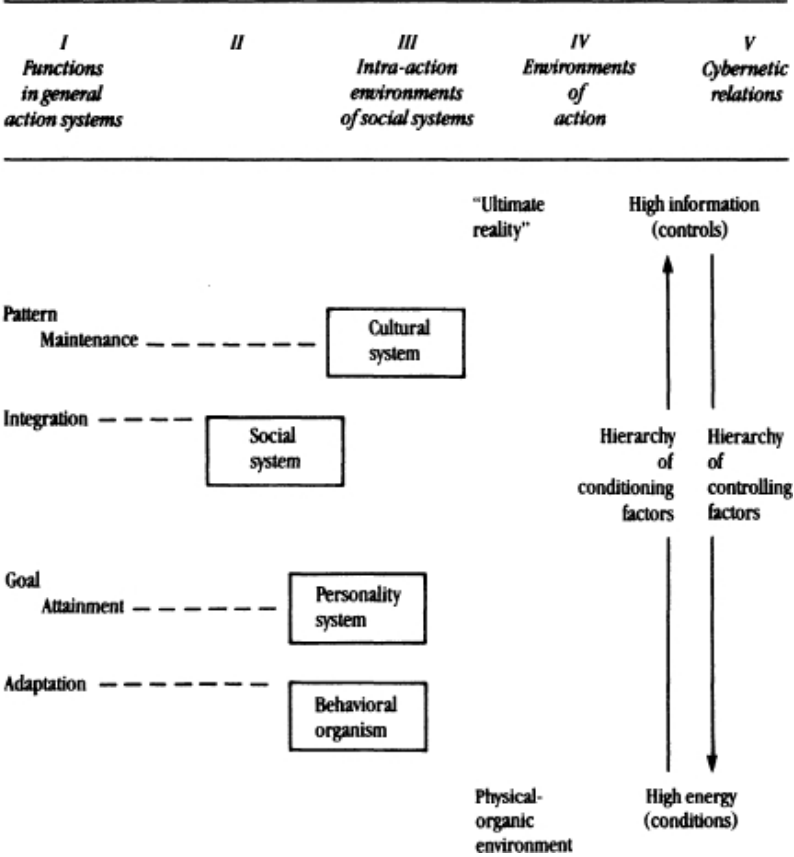 I
Functions
in general
action systems
II
III
Intra-action
environments
of social systems
IV
Environments
of
action
V
Cybernetic
relations
"Ultimate
reality"
High information
(controls)
Pattern
Maintenance
Cultural
system
Integration
Social
system
Hierarchy
of
conditioning
factors
Hierarchy
of
controlling
factors
Goal
Attainment
Personality
system
Adaptation
Behavioral
organism
Physical-
organic
environment
High energy
(conditions)